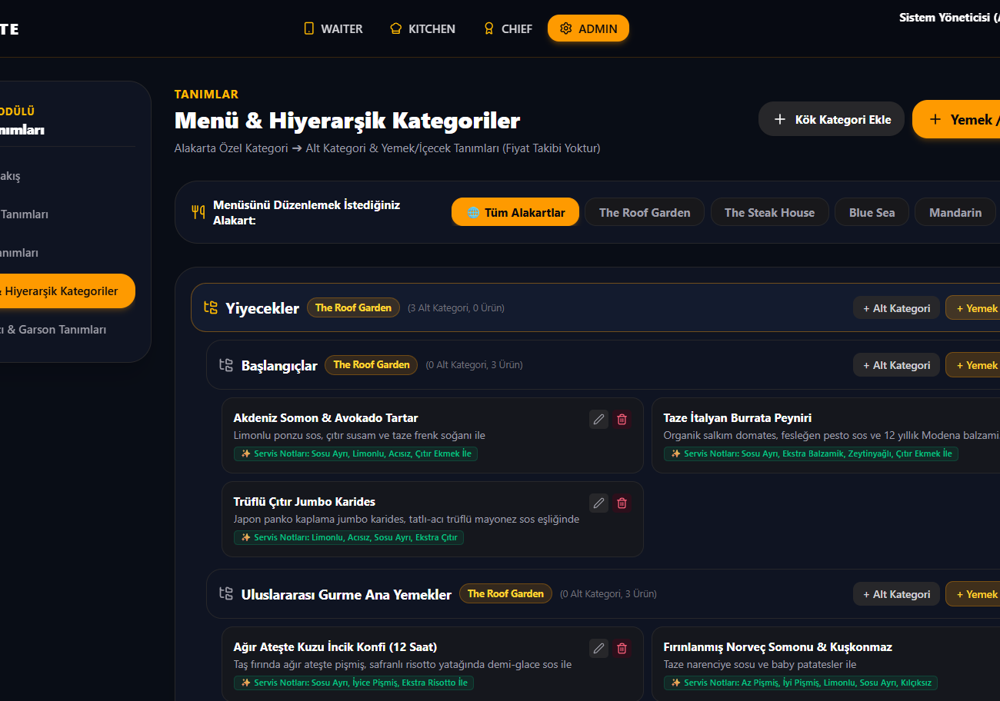 TE
WAITER
KITCHEN
CHIEF
ADMIN
Sistem Yöneticisi (A
ODÜLÜ
nımları
akış
Tanımları
anımları
& Hiyerarşik Kategoriler
ı & Garson Tanımları
TANIMLAR
Menü & Hiyerarşik Kategoriler
Alakarta Özel Kategori ➔ Alt Kategori & Yemek/İçecek Tanımları (Fiyat Takibi Yoktur)
+ Kök Kategori Ekle
+ Yemek /
Menüsünü Düzenlemek İstediğiniz
Alakart:
🌐 Tüm Alakartlar
The Roof Garden
The Steak House
Blue Sea
Mandarin
Yiyecekler
The Roof Garden
(3 Alt Kategori, 0 Ürün)
+ Alt Kategori
+ Yemek
Başlangıçlar
The Roof Garden
(0 Alt Kategori, 3 Ürün)
+ Alt Kategori
+ Yemek
Akdeniz Somon & Avokado Tartar
Limonlu ponzu sos, çıtır susam ve taze frenk soğanı ile
✨ Servis Notları: Sosu Ayrı, Limonlu, Acısız, Çıtır Ekmek İle
Taze İtalyan Burrata Peyniri
Organik salkım domates, fesleğen pesto sos ve 12 yıllık Modena balzami
✨ Servis Notları: Sosu Ayrı, Ekstra Balzamik, Zeytinyağlı, Çıtır Ekmek İle
Trüflü Çıtır Jumbo Karides
Japon panko kaplama jumbo karides, tatlı-acı trüflü mayonez sos eşliğinde
✨ Servis Notları: Limonlu, Acısız, Sosu Ayrı, Ekstra Çıtır
Uluslararası Gurme Ana Yemekler
The Roof Garden
(0 Alt Kategori, 3 Ürün)
+ Alt Kategori
+ Yemek
Ağır Ateşte Kuzu İncik Konfi (12 Saat)
Taş fırında ağır ateşte pişmiş, safranlı risotto yatağında demi-glace sos ile
✨ Servis Notları: Sosu Ayrı, İyice Pişmiş, Ekstra Risotto İle
Fırınlanmış Norveç Somonu & Kuşkonmaz
Taze narenciye sosu ve baby patatesler ile
✨ Servis Notları: Az Pişmiş, İyi Pişmiş, Limonlu, Sosu Ayrı, Kılçıksız